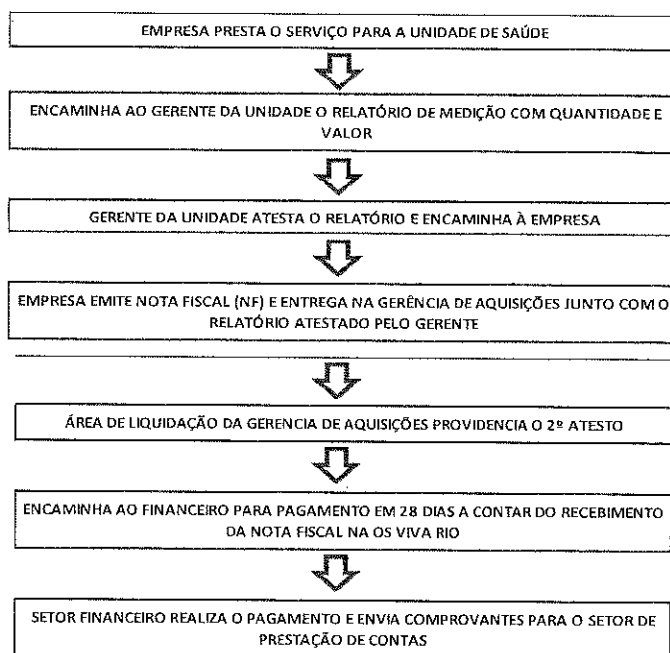 EMPRESA PRESTA O SERVIÇO PARA A UNIDADE DE SAÚDE
ENCAMINHA AO GERENTE DA UNIDADE O RELATÓRIO DE MEDIÇÃO COM QUANTIDADE E
VALOR
GERENTE DA UNIDADE ATESTA O RELATÓRIO E ENCAMINHA À EMPRESA
EMPRESA EMITE NOTA FISCAL (NF) E ENTREGA NA GERÊNCIA DE AQUISIÇÕES JUNTO COM O
RELATÓRIO ATESTADO PELO GERENTE
ÁREA DE LIQUIDAÇÃO DA GERENCIA DE AQUISIÇÕES PROVIDENCIA O 2º ATESTO
ENCAMINHA AO FINANCEIRO PARA PAGAMENTO EM 28 DIAS A CONTAR DO RECEBIMENTO
DA NOTA FISCAL NA OS VIVA RIO
SETOR FINANCEIRO REALIZA O PAGAMENTO E ENVIA COMPROVANTES PARA O SETOR DE
PRESTAÇÃO DE CONTAS